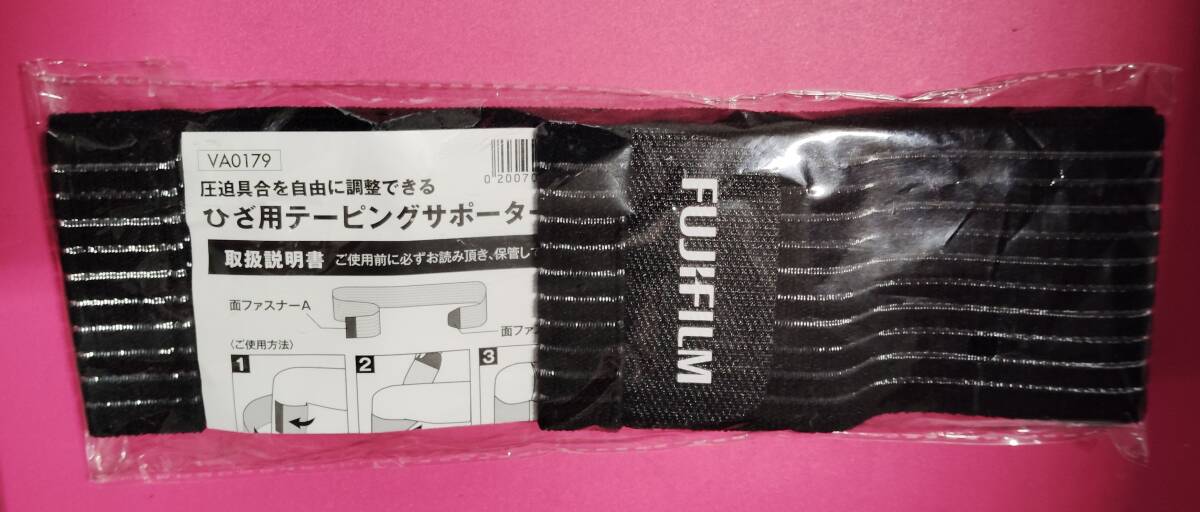 VA0179
圧迫具合を自由に調整できる
ひざ用テーピングサポーター
取扱説明書 ご使用前に必ずお読み頂き、保管して
020070
面ファスナーA
面ファ
〈ご使用方法〉
1
2
3
FUJIFILM